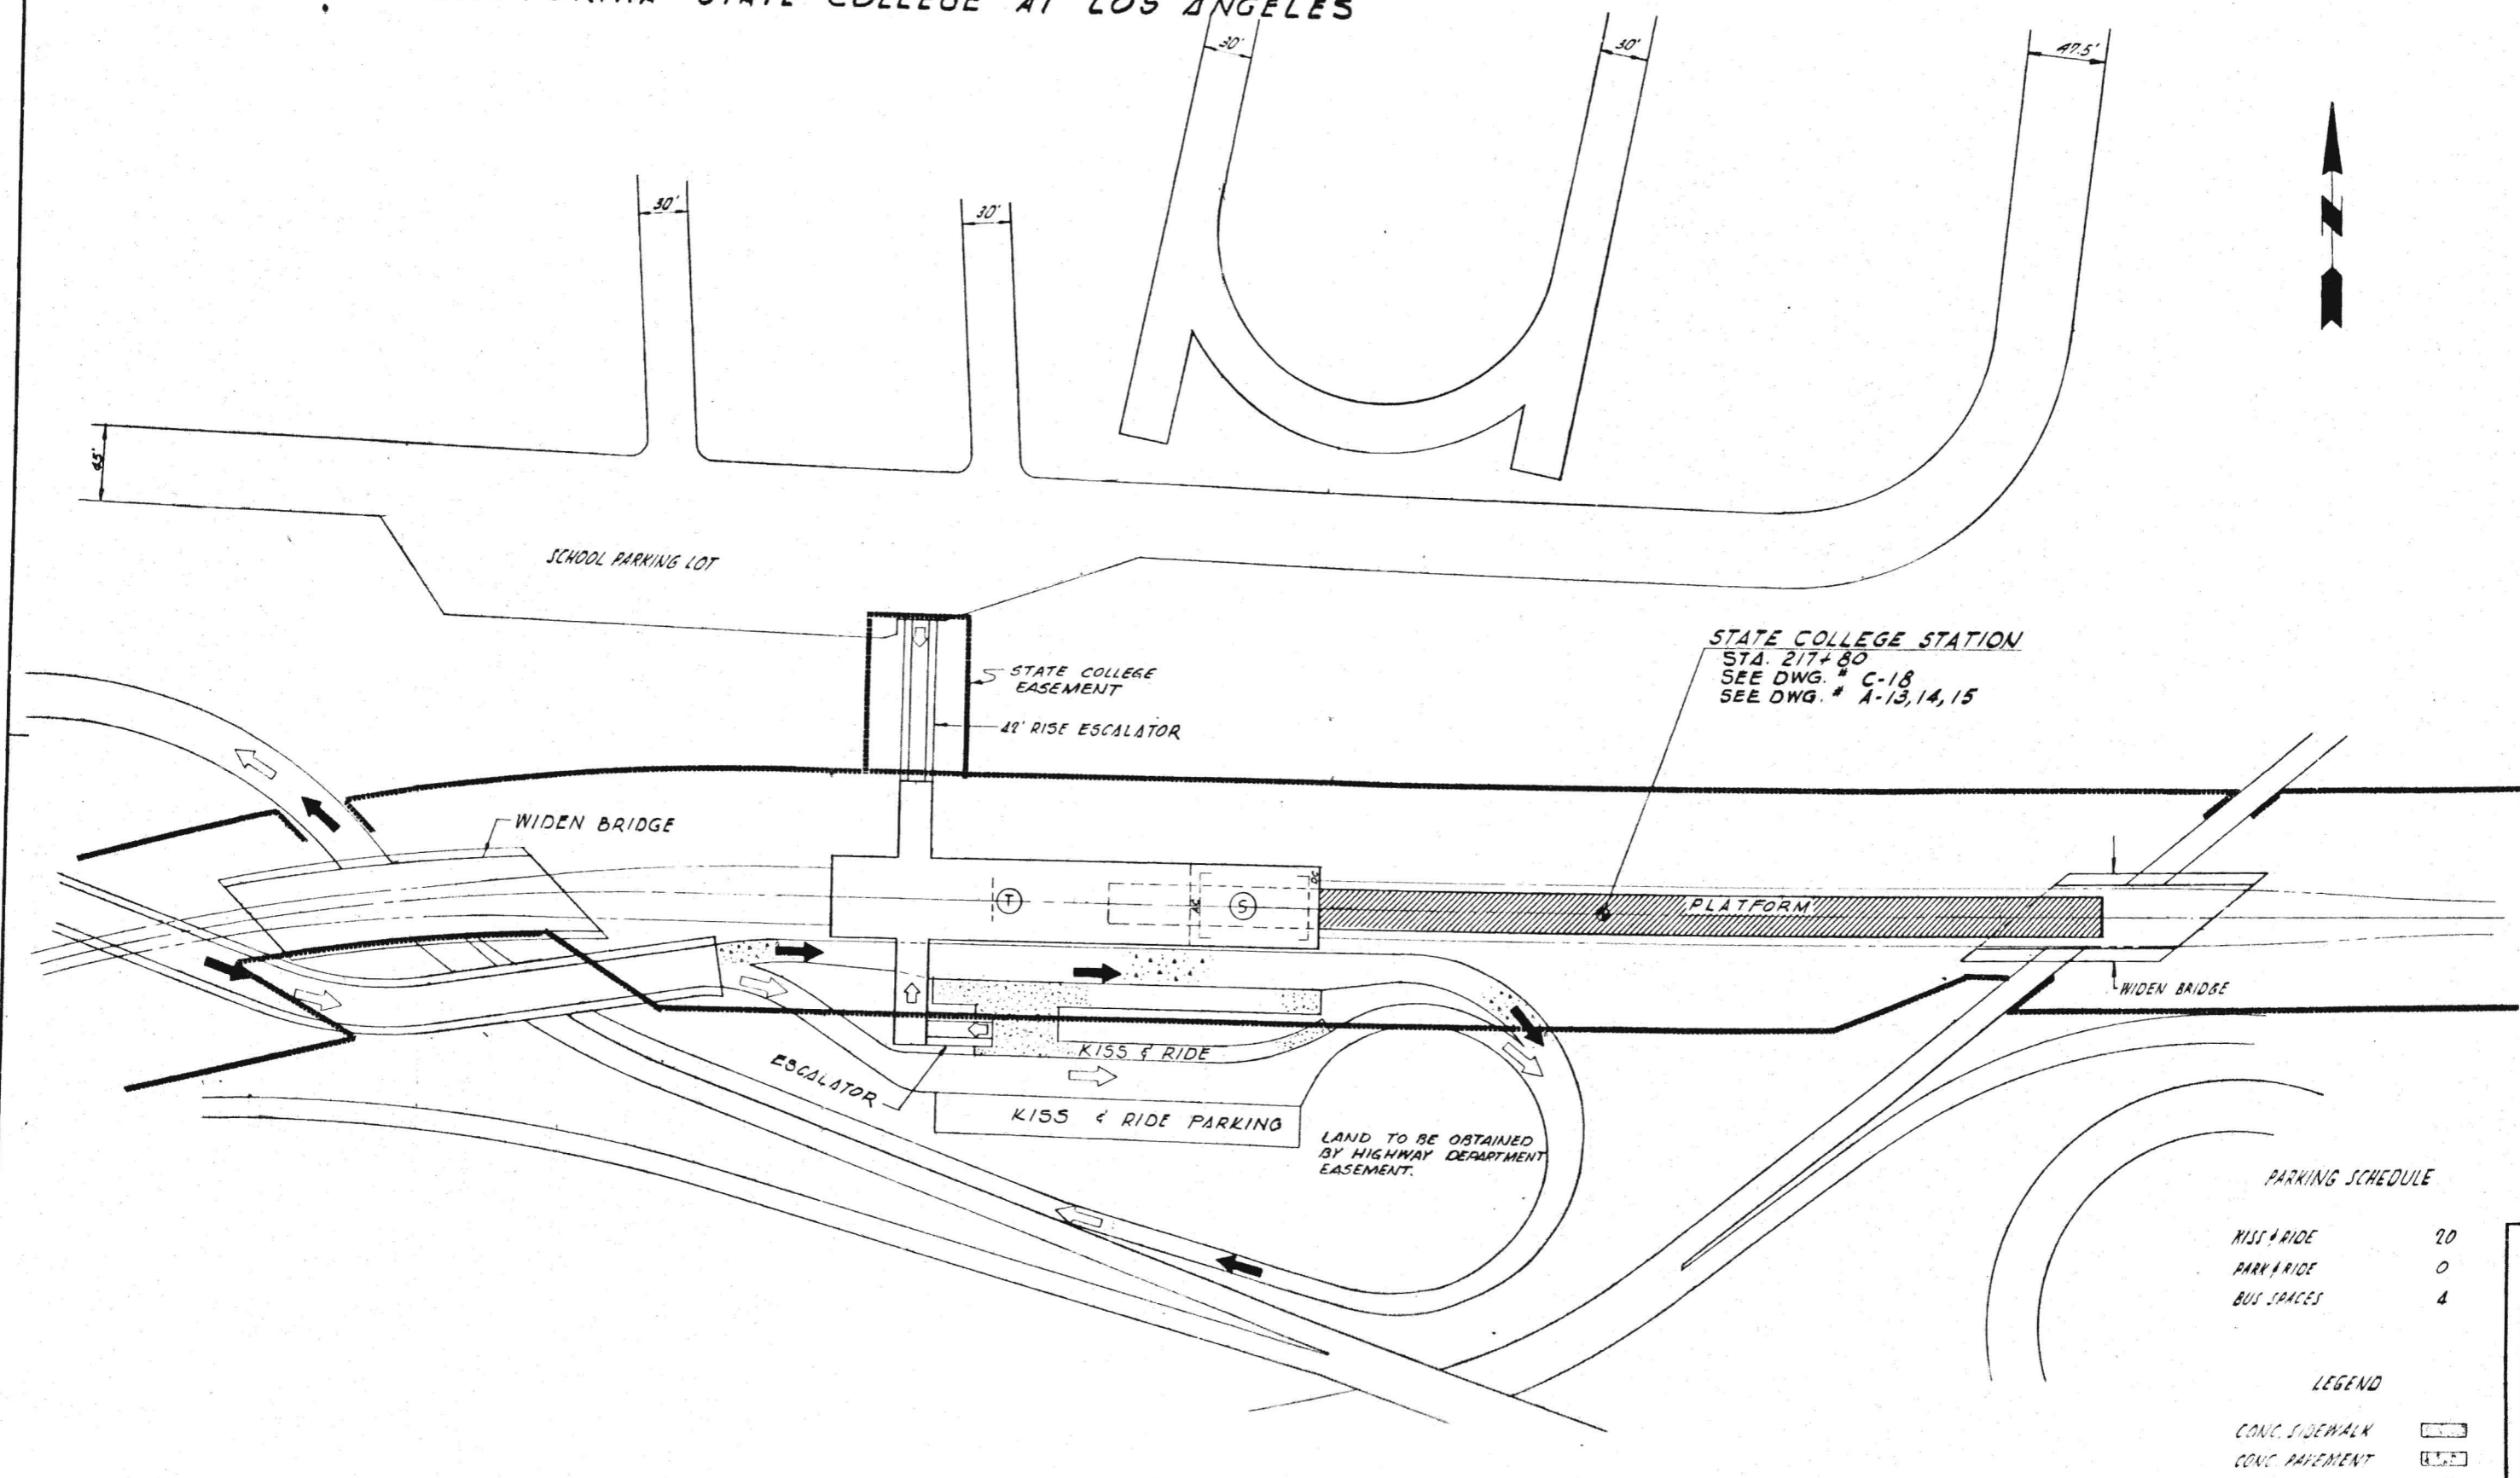 STATE COLLEGE AT LOS ANGELES
30'
30'
47.5'
30'
30'
45'
N
SCHOOL PARKING LOT
STATE COLLEGE
EASEMENT
STATE COLLEGE STATION
STA. 217+80
SEE DWG. # C-18
SEE DWG. # A-13,14,15
RISE ESCALATOR
WIDEN BRIDGE
T
S
PLATFORM
WIDEN BRIDGE
KISS & RIDE
ESCALATOR
KISS & RIDE PARKING
LAND TO BE OBTAINED
BY HIGHWAY DEPARTMENT
EASEMENT.
PARKING SCHEDULE
KISS & RIDE 20
PARK & RIDE 0
BUS SPACES 4
LEGEND
CONC. SIDEWALK
CONC. PAVEMENT